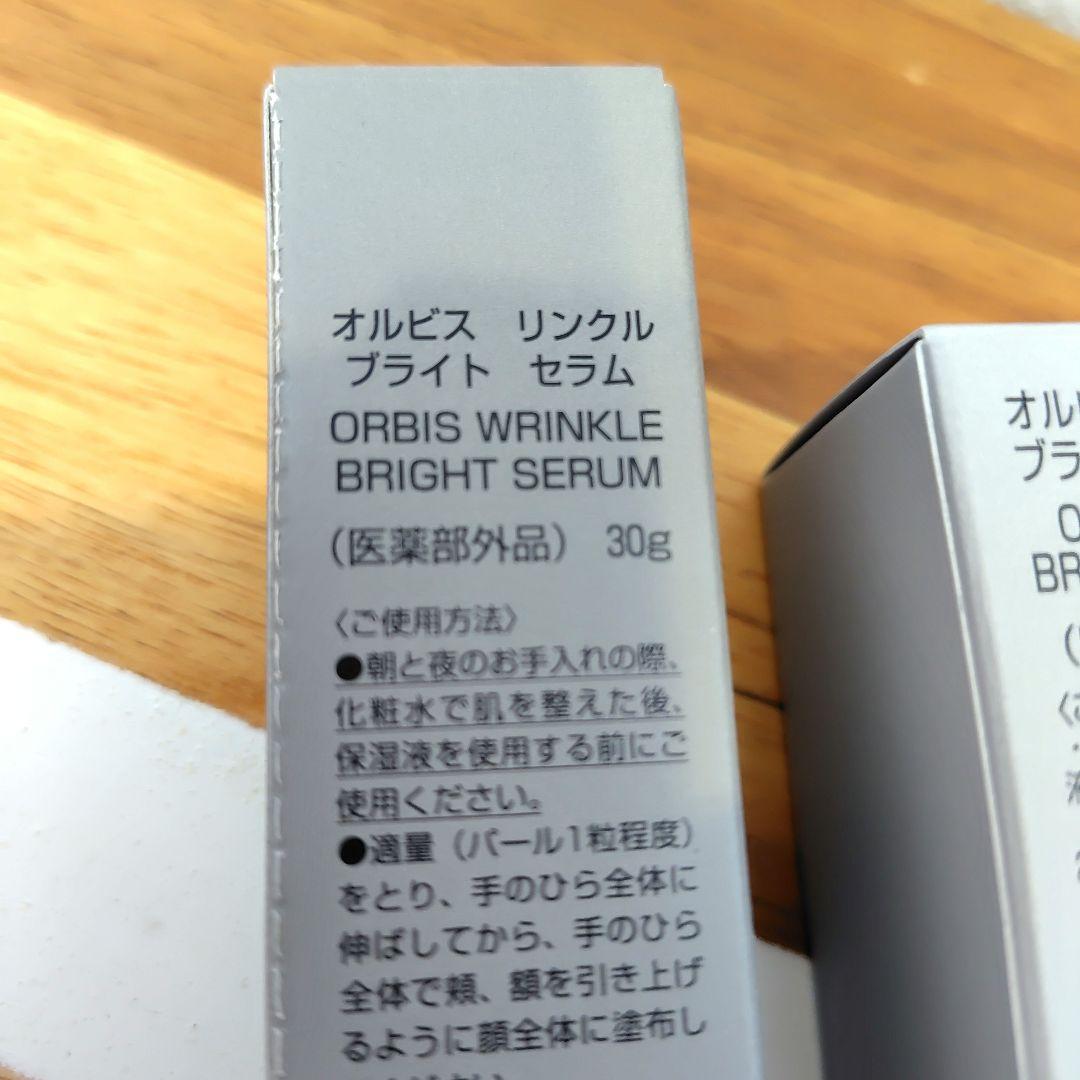 オルビス リンクル
ブライト セラム
ORBIS WRINKLE
BRIGHT SERUM
(医薬部外品) 30g
〈ご使用方法〉
●朝と夜のお手入れの際、
化粧水で肌を整えた後、
保湿液を使用する前にご
使用ください。
●適量(パール1粒程度)
をとり、手のひら全体に
伸ばしてから、手のひら
全体で頬、額を引き上げ
るように顔全体に塗布し
オル
ブラ
BR